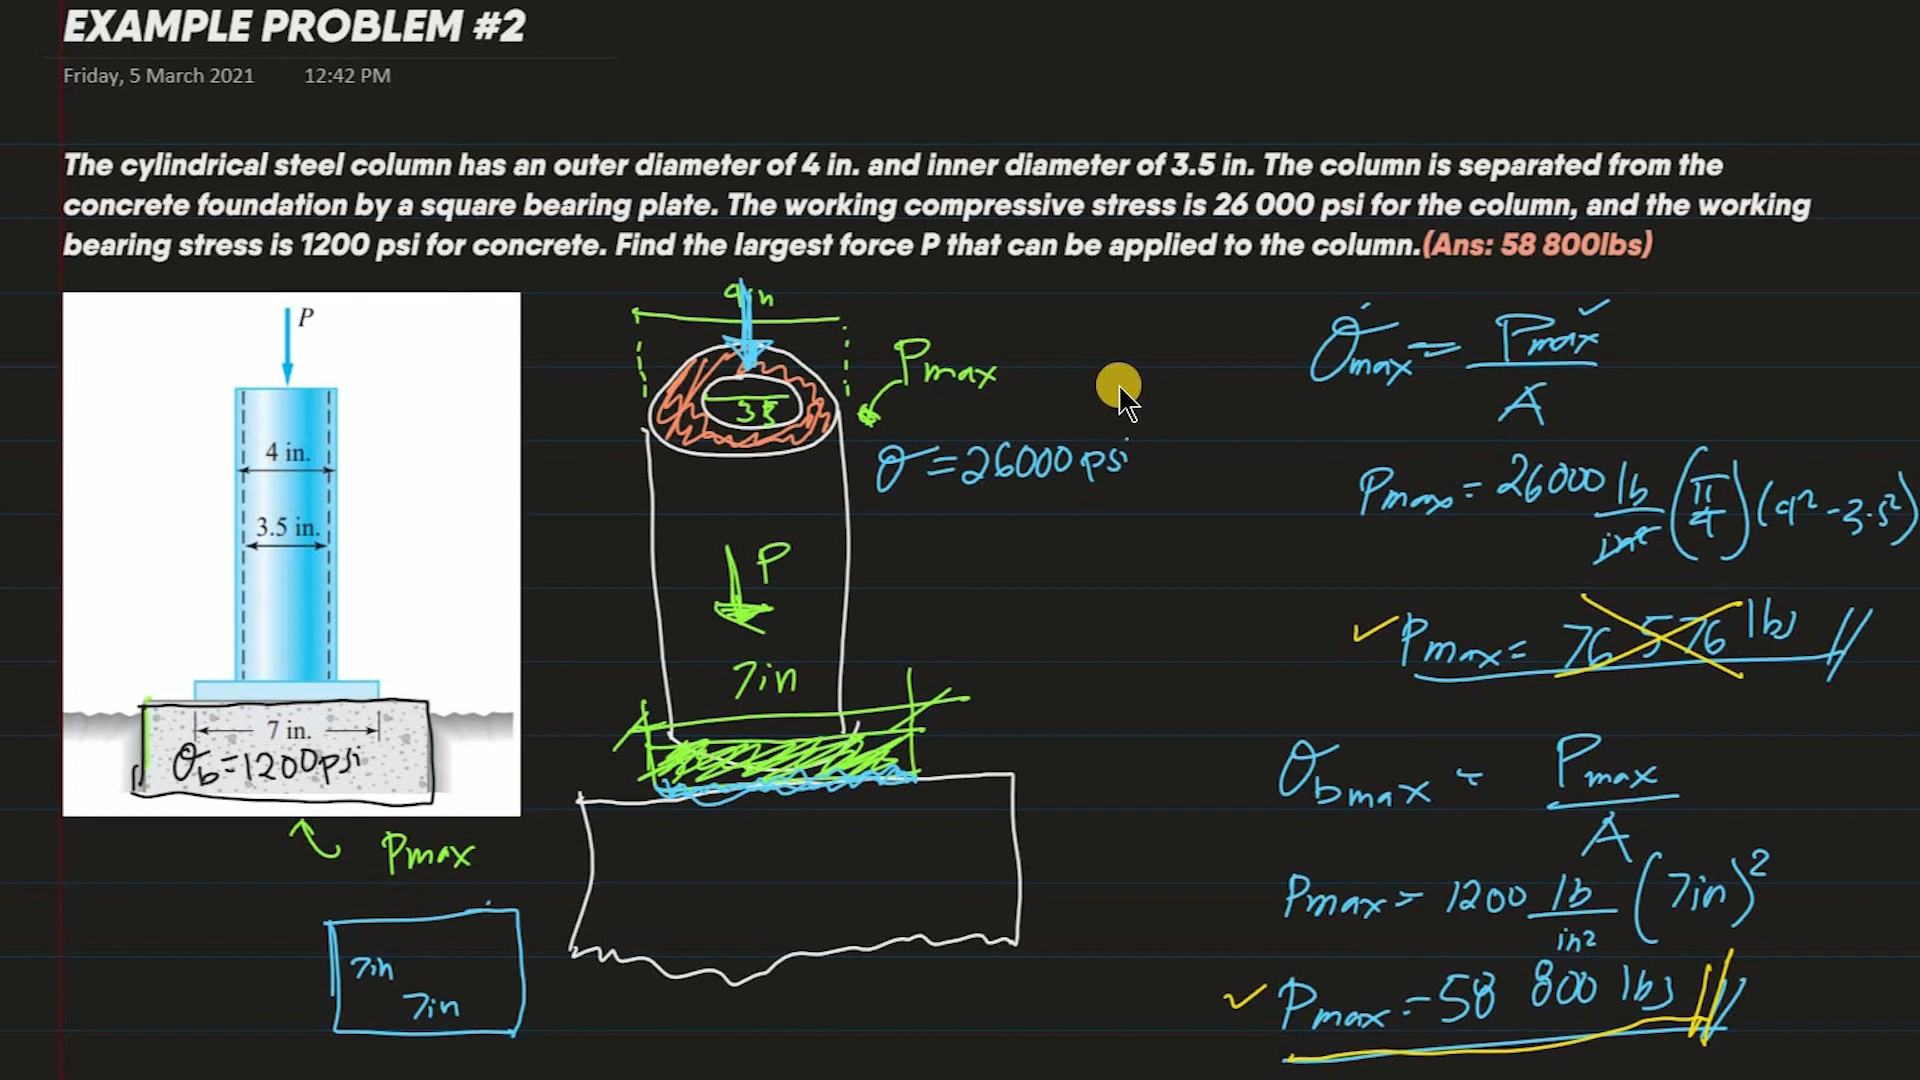 EXAMPLE PROBLEM #2
Friday, 5 March 2021 12:42 PM
The cylindrical steel column has an outer diameter of 4 in. and inner diameter of 3.5 in. The column is separated from the
concrete foundation by a square bearing plate. The working compressive stress is 26 000 psi for the column, and the working
bearing stress is 1200 psi for concrete. Find the largest force P that can be applied to the column.(Ans: 58 800lbs)
P
4 in.
3.5 in.
7 in.
σb=1200psi
Pmax
7in
7in
4in
3.5
Pmax
σ=26000psi
P
7in
σmax = Pmax
A
Pmax = 26000 lb/in² (π/4)(4²-3.5²)
Pmax = 76 576 lbs
σbmax = Pmax
A
Pmax = 1200 lb/in² (7in)²
Pmax = 58 800 lbs